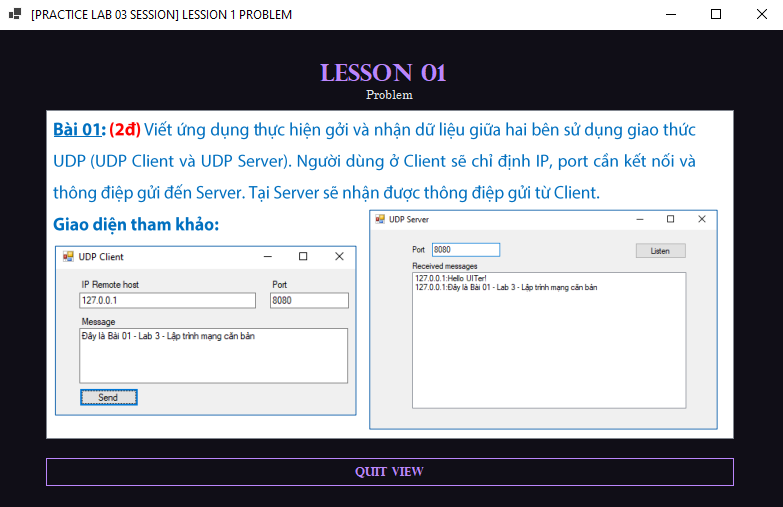 [PRACTICE LAB 03 SESSION] LESSION 1 PROBLEM
LESSON 01
Problem
Bài 01: (2đ) Viết ứng dụng thực hiện gởi và nhận dữ liệu giữa hai bên sử dụng giao thức
UDP (UDP Client và UDP Server). Người dùng ở Client sẽ chỉ định IP, port cần kết nối và
thông điệp gửi đến Server. Tại Server sẽ nhận được thông điệp gửi từ Client.
Giao diện tham khảo:
UDP Client
IP Remote host Port
127.0.0.1 8080
Message
Đây là Bài 01 - Lab 3 - Lập trình mạng căn bản
Send
UDP Server
Port 8080 Listen
Received messages
127.0.0.1:Hello UITer!
127.0.0.1:Đây là Bài 01 - Lab 3 - Lập trình mạng căn bản
QUIT VIEW